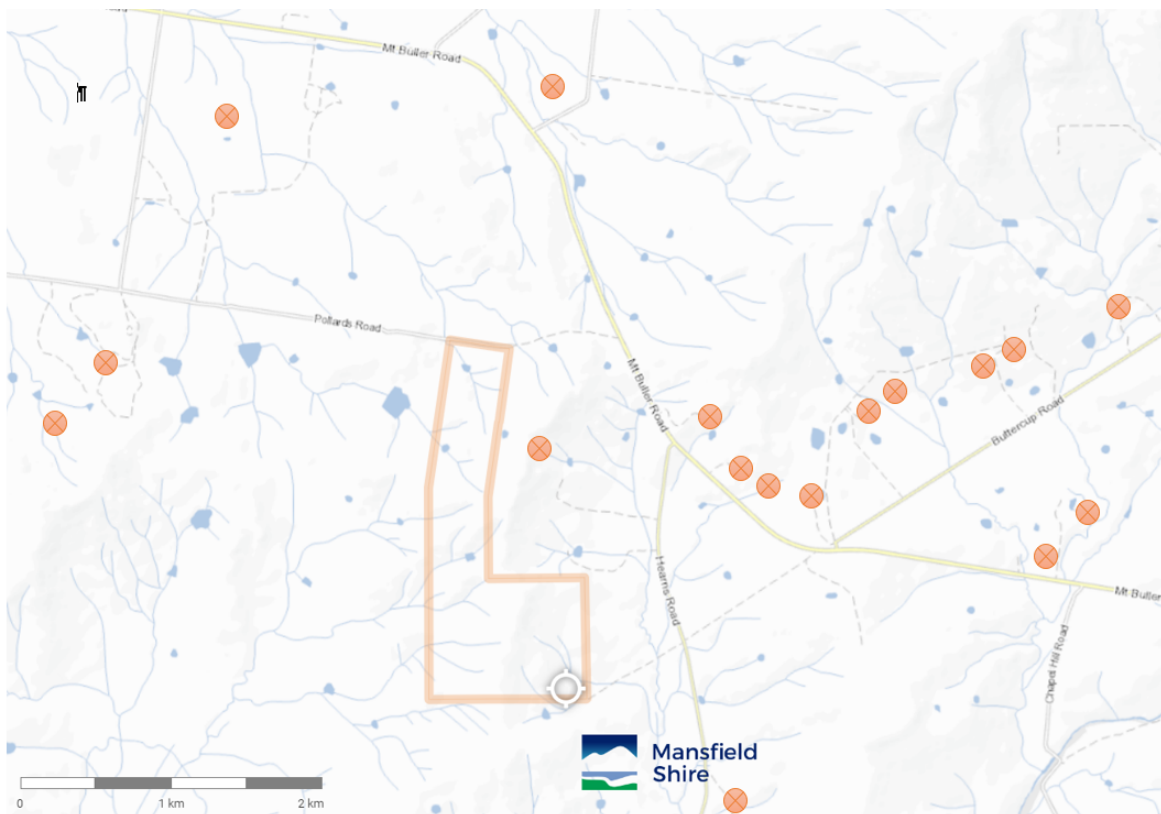 Mt Buller Road
Pollards Road
Mt Buller Road
Buttercup Road
Hearns Road
Mt Buller
Chapel Hill Road
Mansfield
Shire
0
1 km
2 km